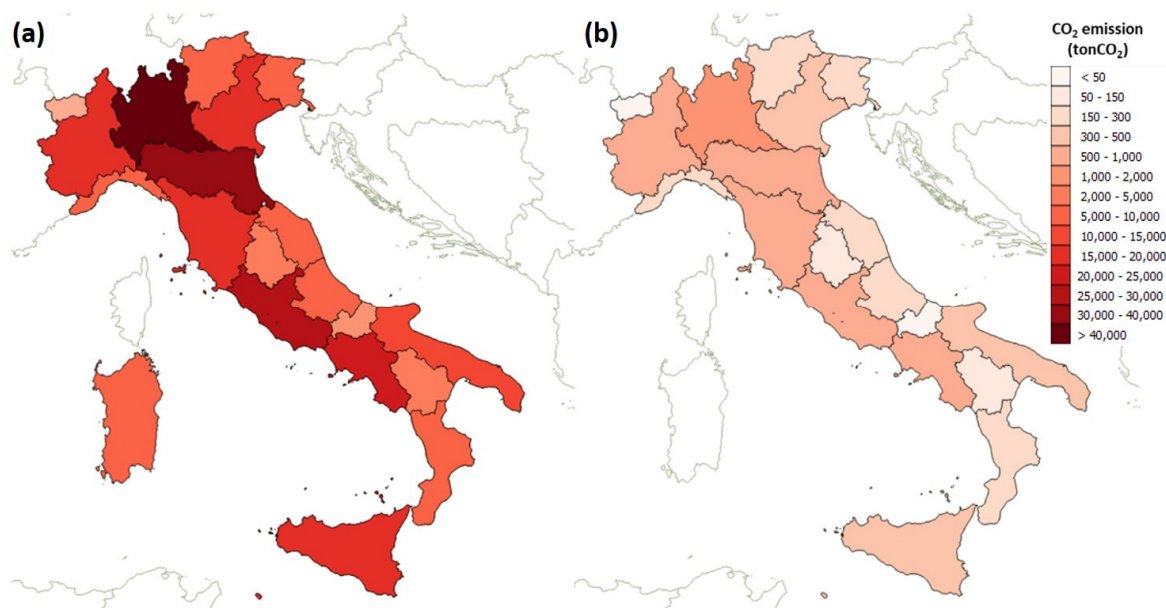 (a)
(b)
CO₂ emission
(tonCO₂)
< 50
50 - 150
150 - 300
300 - 500
500 - 1,000
1,000 - 2,000
2,000 - 5,000
5,000 - 10,000
10,000 - 15,000
15,000 - 20,000
20,000 - 25,000
25,000 - 30,000
30,000 - 40,000
> 40,000